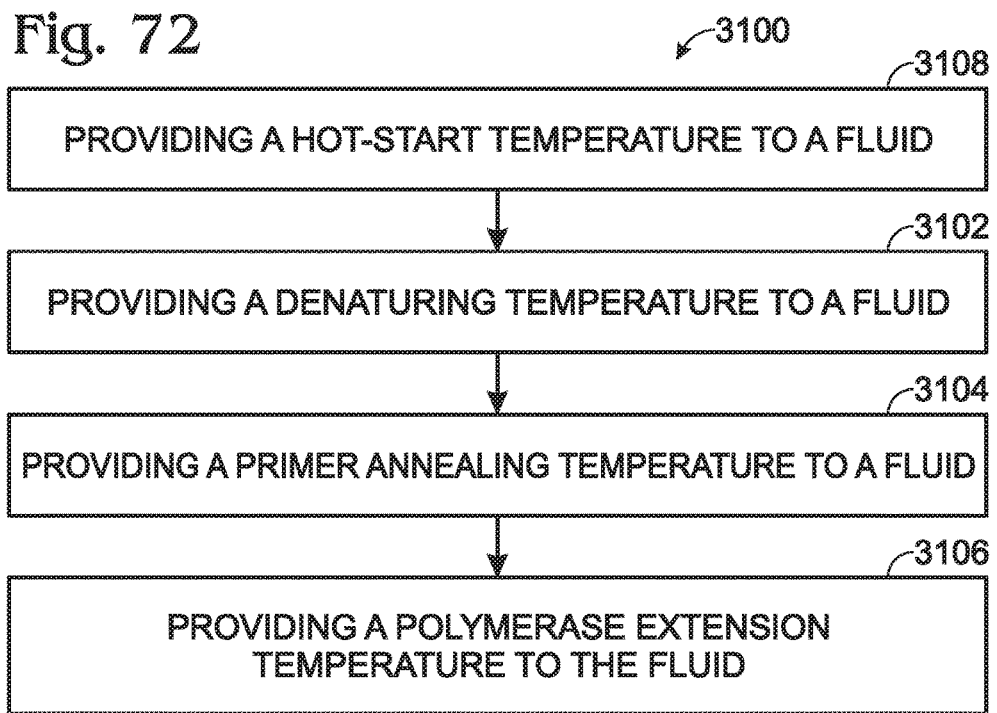 Fig. 72
3100
3108
PROVIDING A HOT-START TEMPERATURE TO A FLUID
3102
PROVIDING A DENATURING TEMPERATURE TO A FLUID
3104
PROVIDING A PRIMER ANNEALING TEMPERATURE TO A FLUID
3106
PROVIDING A POLYMERASE EXTENSION
TEMPERATURE TO THE FLUID